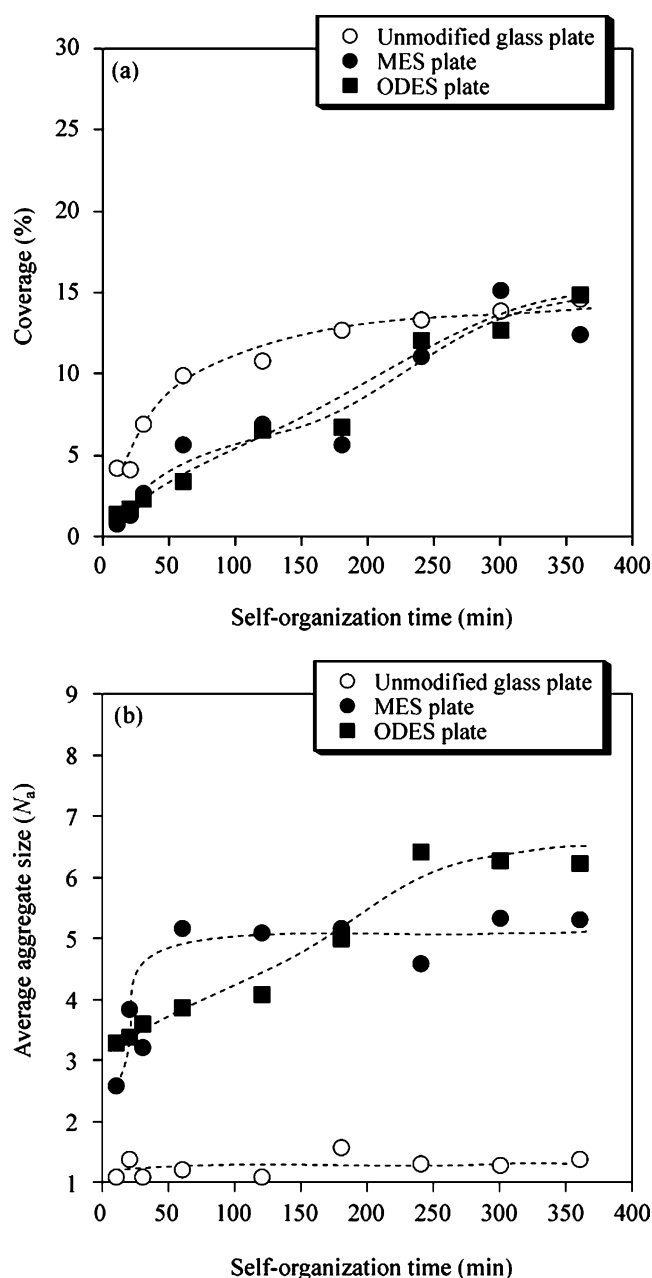 Unmodified glass plate
MES plate
ODES plate
(a)
30
25
20
15
10
5
0
Coverage (%)
0 50 100 150 200 250 300 350 400
Self-organization time (min)
Unmodified glass plate
MES plate
ODES plate
(b)
9
8
7
6
5
4
3
2
1
Average aggregate size (Na)
0 50 100 150 200 250 300 350 400
Self-organization time (min)